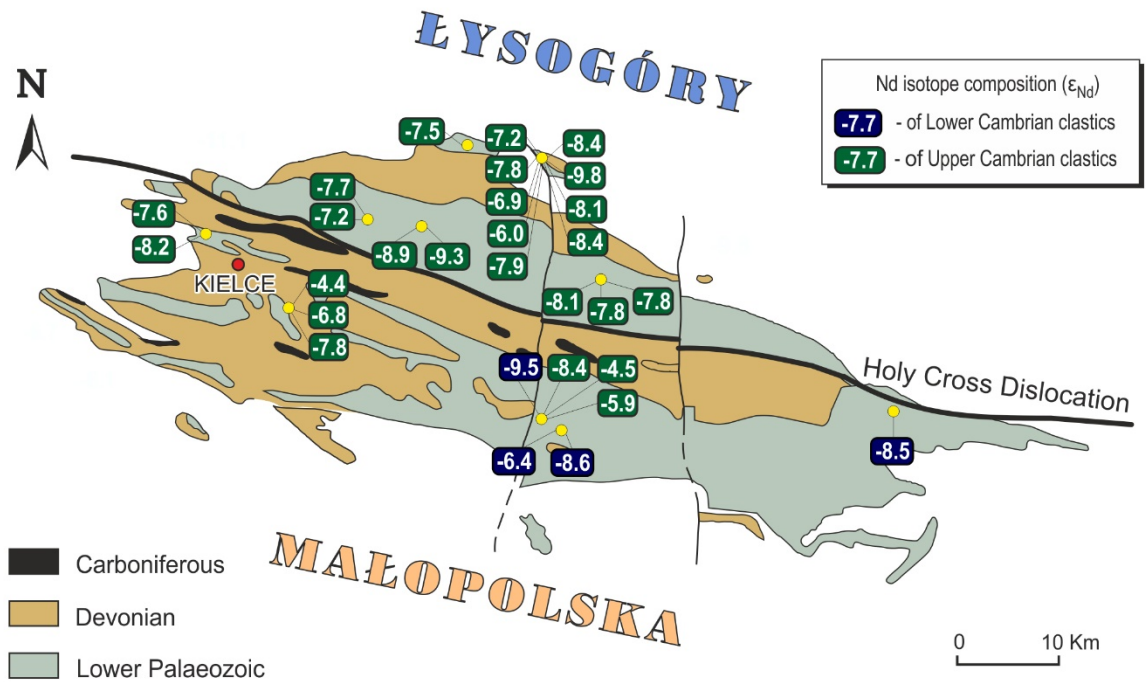 ŁYSOGÓRY
N
Nd isotope composition (εNd)
-7.7 - of Lower Cambrian clastics
-7.7 - of Upper Cambrian clastics
-7.5
-7.2
-8.4
-7.8
-9.8
-6.9
-8.1
-6.0
-8.4
-7.9
-7.7
-7.2
-8.9
-9.3
-7.6
-8.2
KIELCE
-4.4
-6.8
-7.8
-8.1
-7.8
-7.8
-9.5
-8.4
-4.5
-5.9
-6.4
-8.6
Holy Cross Dislocation
-8.5
MAŁOPOLSKA
Carboniferous
Devonian
Lower Palaeozoic
0 10 Km